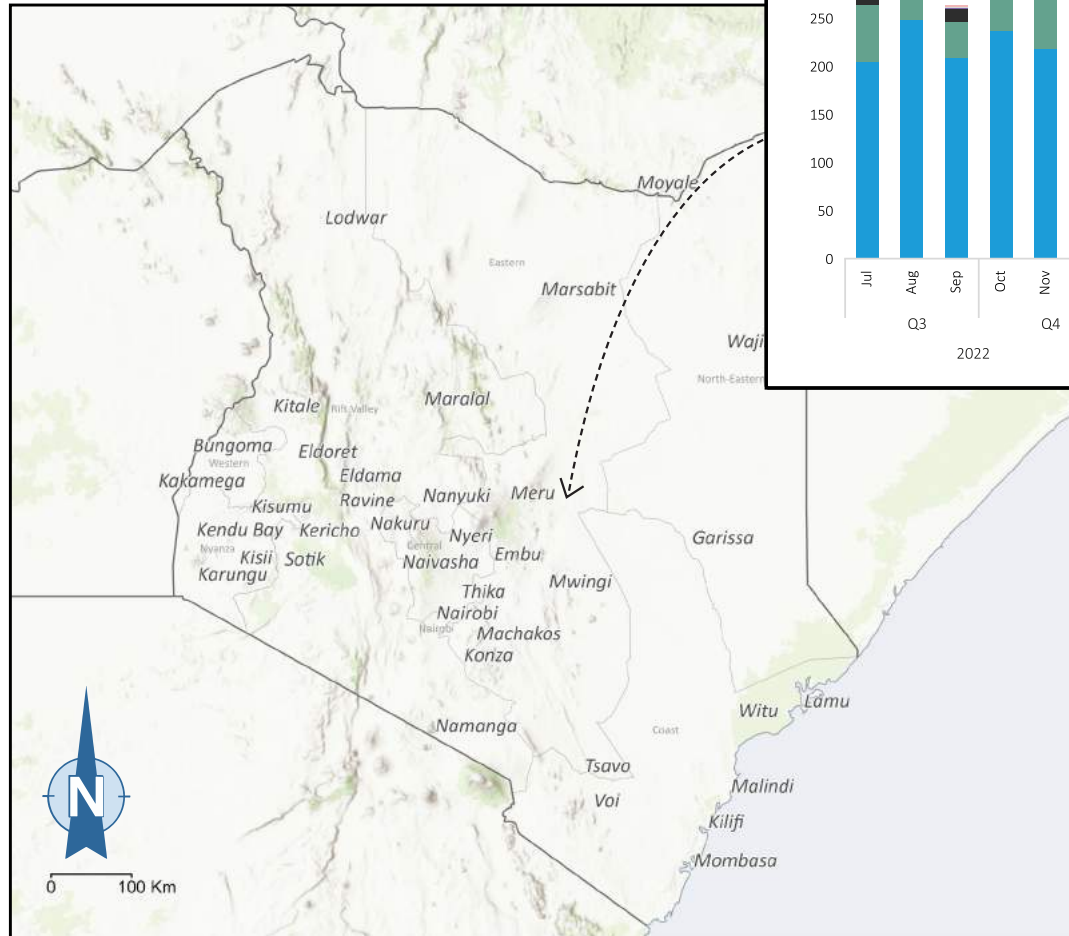 250
200
150
100
50
0
Jul
Aug
Sep
Oct
Nov
Q3
Q4
2022
Moyale
Lodwar
Eastern
Marsabit
Waji
North-Eastern
Maralal
Kitale
Rift Valley
Bungoma
Eldoret
Western
Eldama
Ravine
Kakamega
Nanyuki
Meru
Kisumu
Nakuru
Kendu Bay
Kericho
Nyeri
Garissa
Nyanza
Central
Embu
Kisii
Sotik
Naivasha
Karungu
Mwingi
Thika
Nairobi
Nairobi
Machakos
Konza
Lamu
Witu
Namanga
Coast
Tsavo
Malindi
Voi
Kilifi
Mombasa
N
0
100 Km